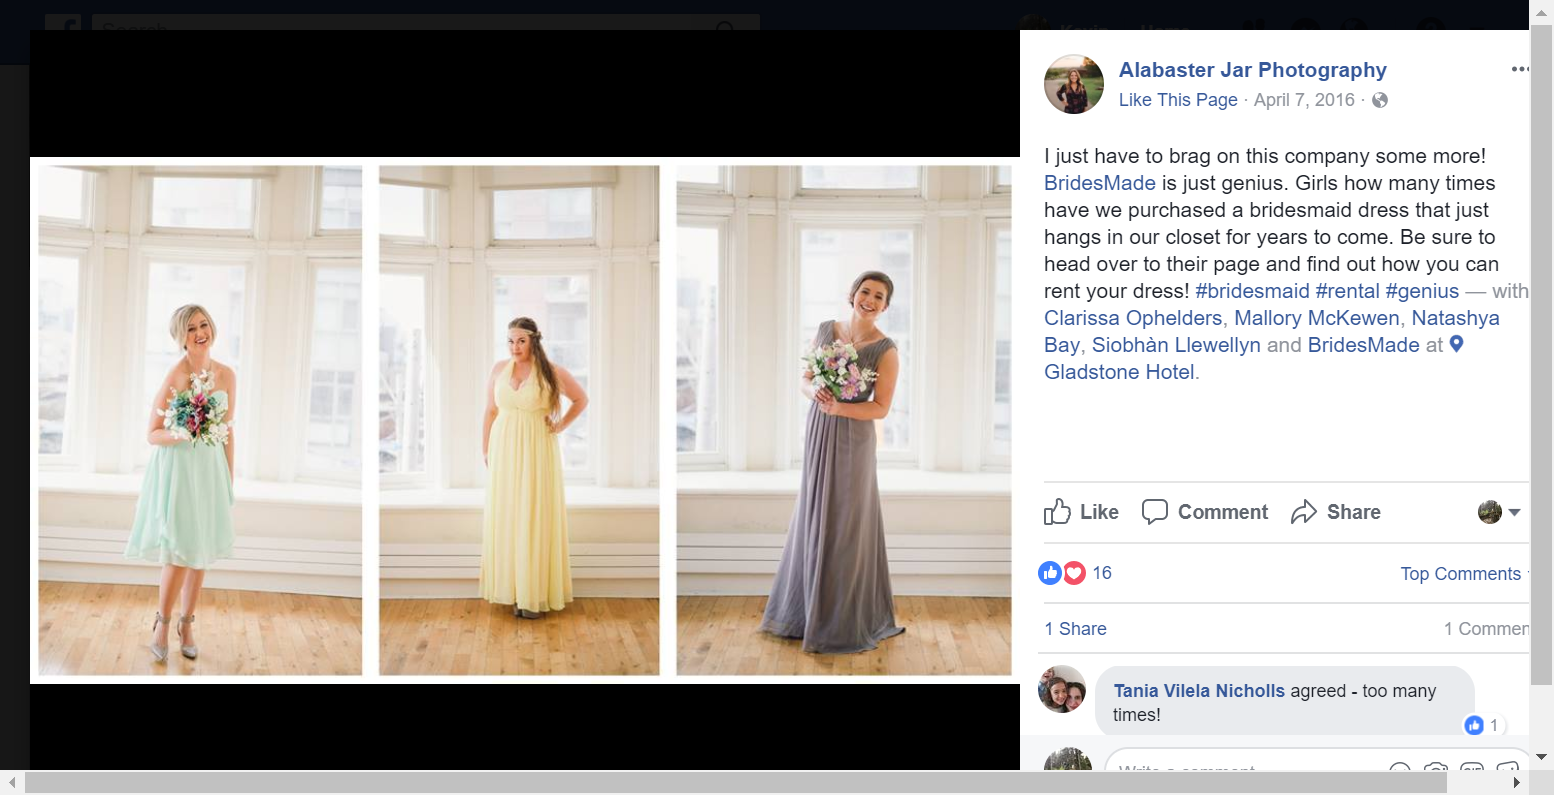 Search
Alabaster Jar Photography
Like This Page · April 7, 2016 ·
I just have to brag on this company some more!
BridesMade is just genius. Girls how many times
have we purchased a bridesmaid dress that just
hangs in our closet for years to come. Be sure to
head over to their page and find out how you can
rent your dress! #bridesmaid #rental #genius — with
Clarissa Ophelders, Mallory McKewen, Natashya
Bay, Siobhàn Llewellyn and BridesMade at
Gladstone Hotel.
Like Comment Share
16 Top Comments
1 Share 1 Commen
Tania Vilela Nicholls agreed - too many
times!
1
Write a comment